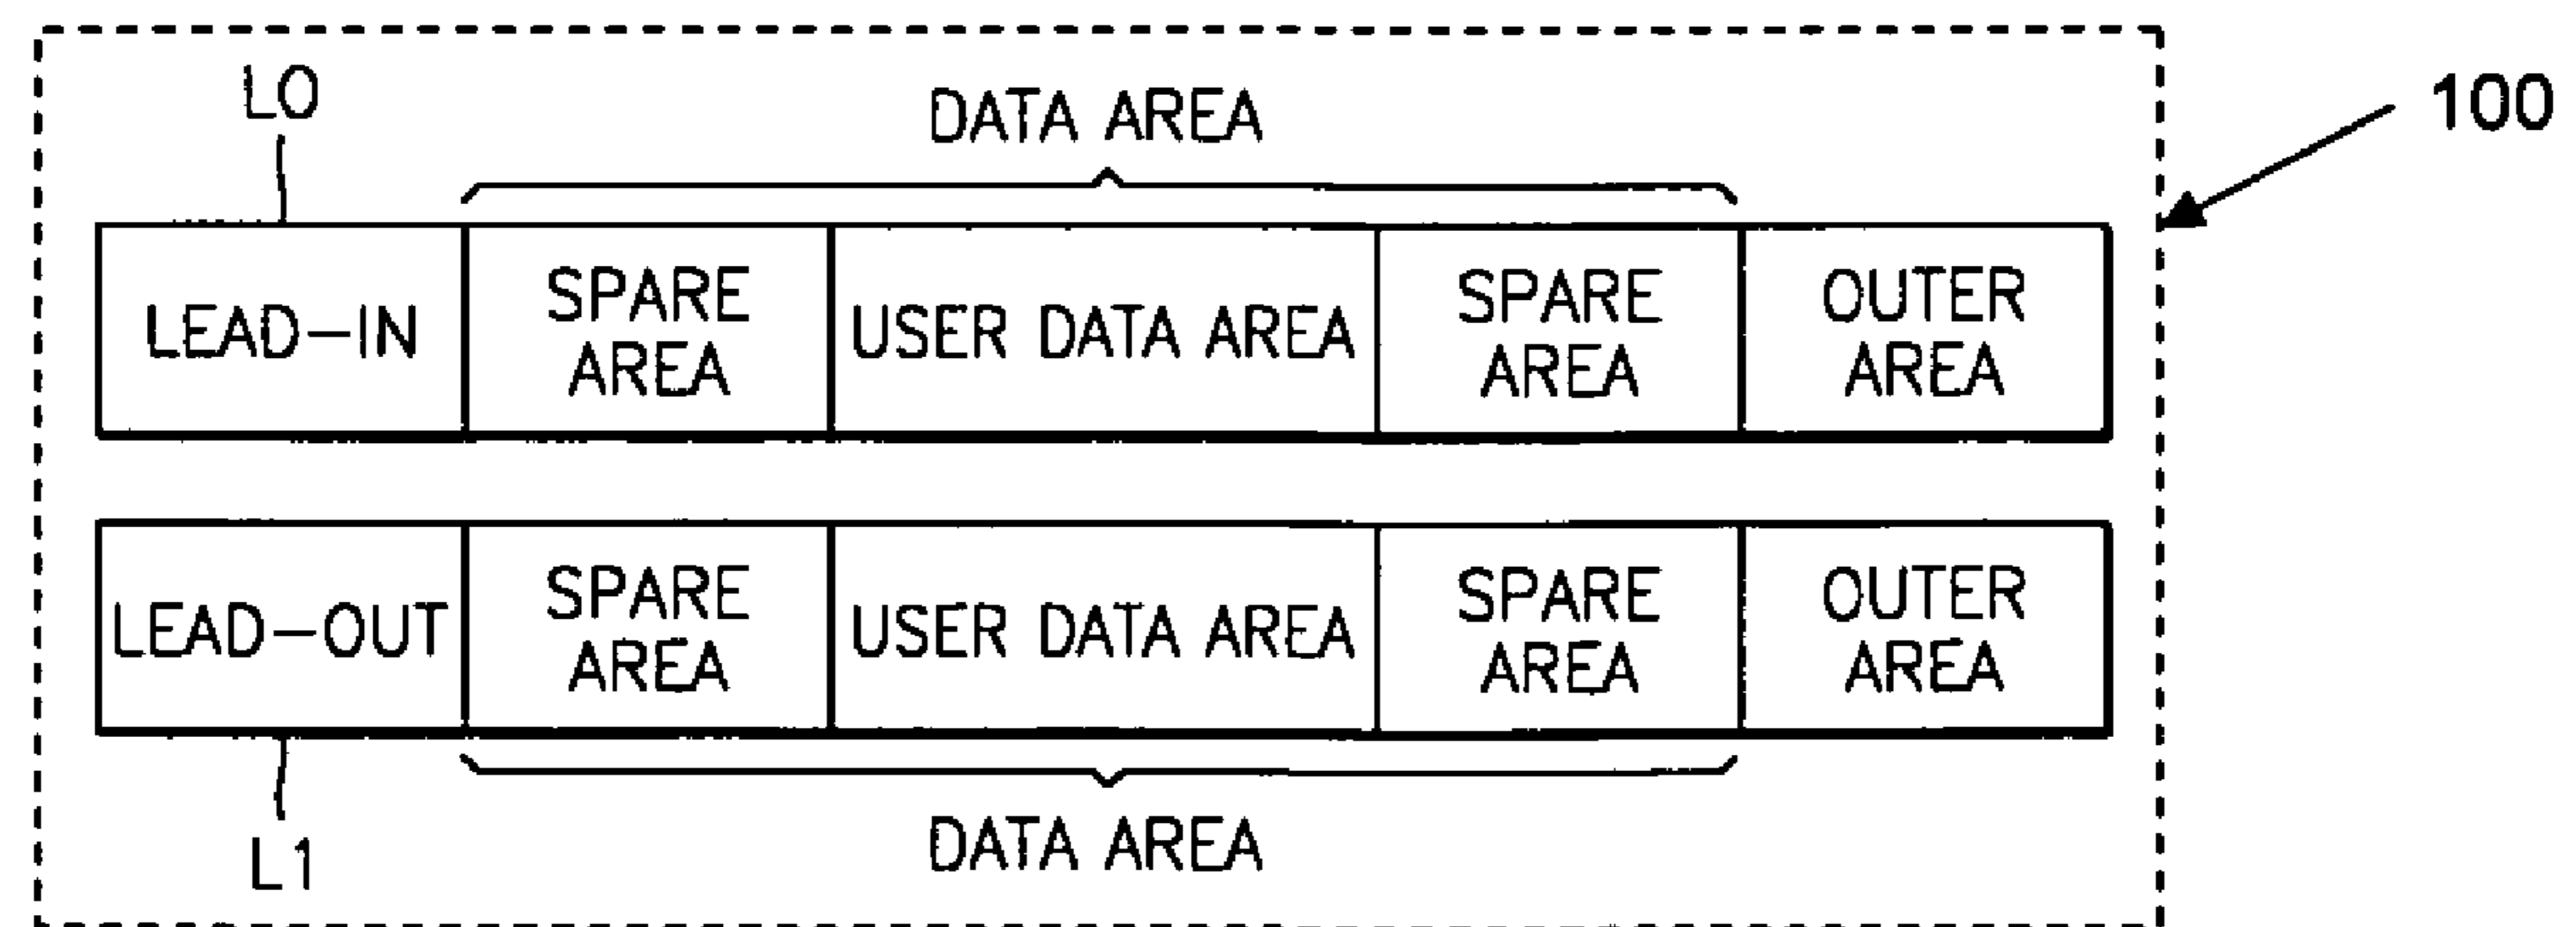 L0
DATA AREA
100
LEAD-IN
SPARE AREA
USER DATA AREA
SPARE AREA
OUTER AREA
LEAD-OUT
SPARE AREA
USER DATA AREA
SPARE AREA
OUTER AREA
L1
DATA AREA